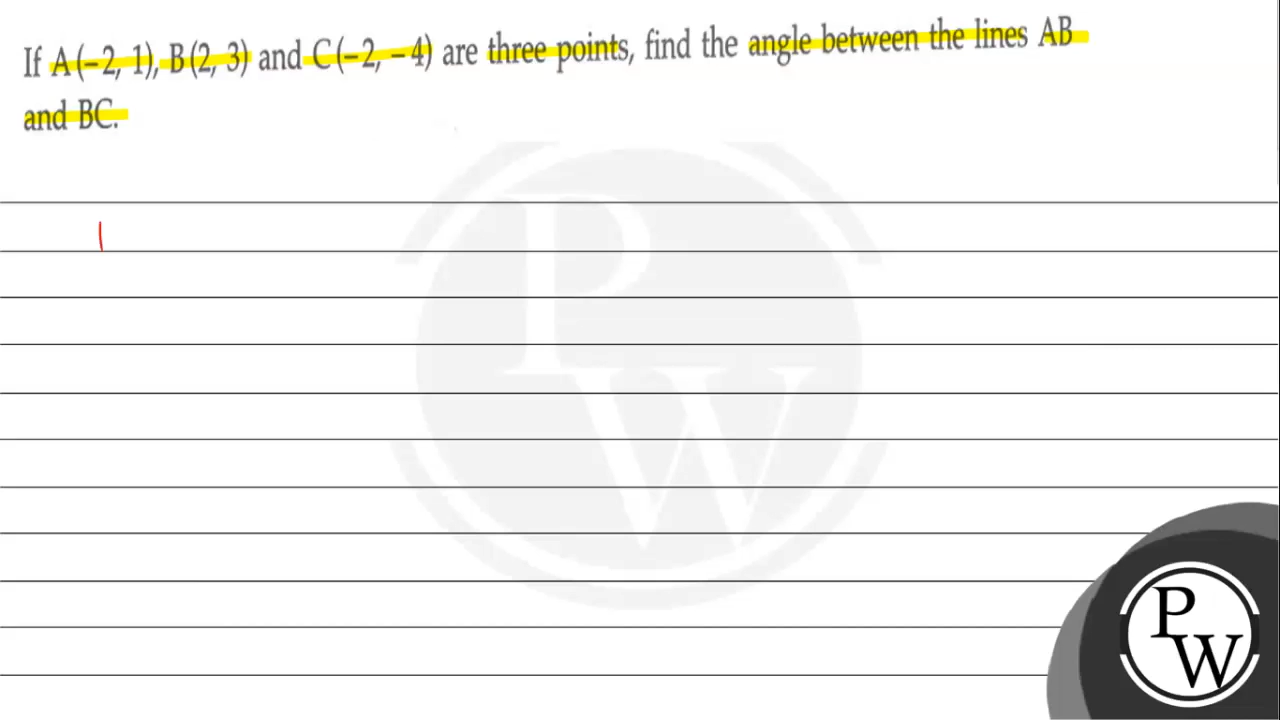 If A(–2, 1), B(2, 3) and C(–2, –4) are three points, find the angle between the lines AB
and BC.
P
W
P
W